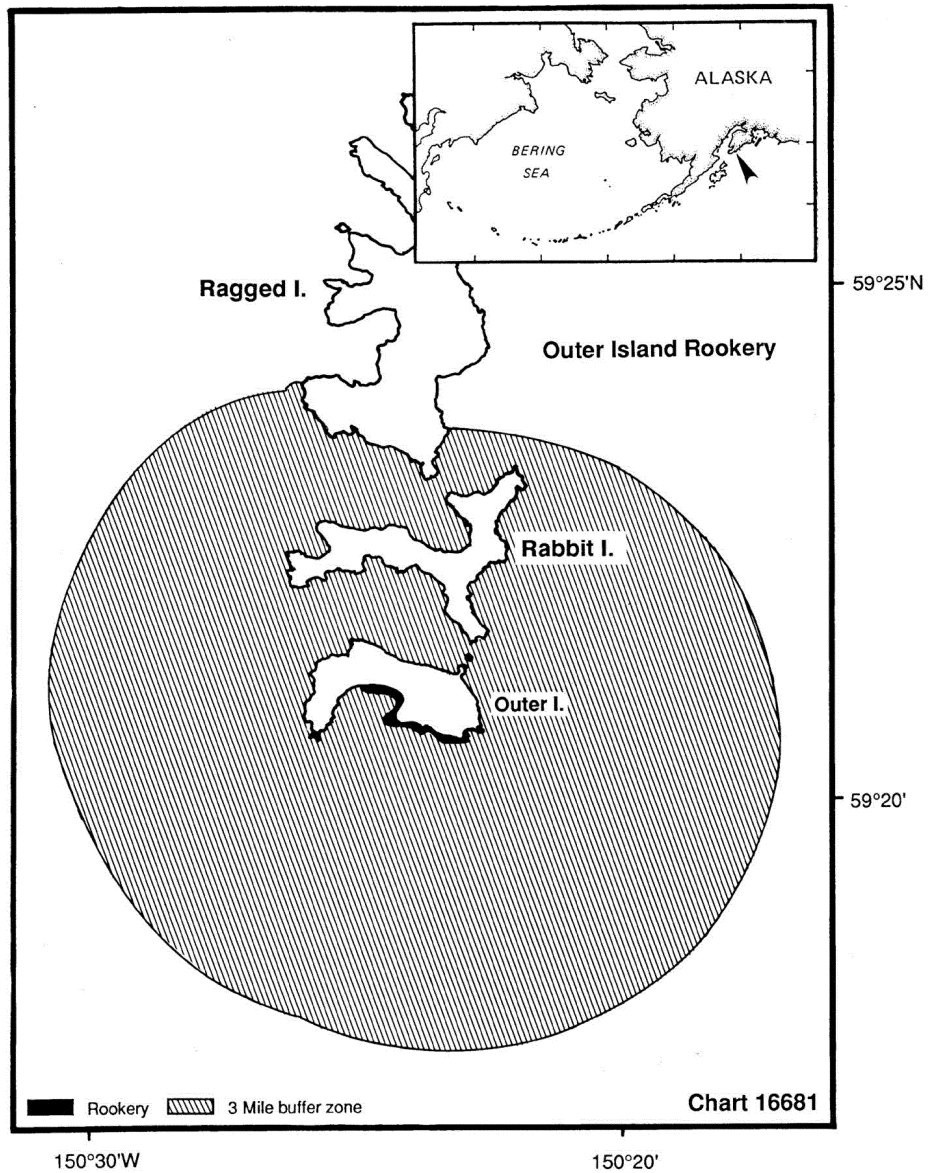 ALASKA
BERING
SEA
Ragged I.
59°25'N
Outer Island Rookery
Rabbit I.
Outer I.
59°20'
Rookery
3 Mile buffer zone
Chart 16681
150°30'W
150°20'